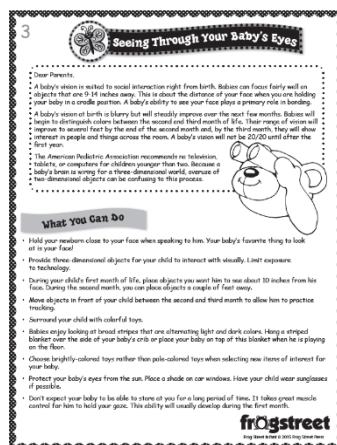 3
Seeing Through Your Baby's Eyes
Dear Parents,
A baby's vision is suited to social interaction right from birth. Babies can focus fairly well on
objects that are 9-14 inches away. This is about the distance of your face when you are holding
your baby in a cradle position. A baby's ability to see your face plays a primary role in bonding.
A baby's vision at birth is blurry but will steadily improve over the next few months. Babies will
begin to distinguish colors between the second and third month of life. Their range of vision will
improve to several feet by the end of the second month and, by the third month, they will show
interest in people and things across the room. A baby's vision will not be 20/20 until after the
first year.
The American Pediatric Association recommends no television,
tablets, or computers for children younger than two. Because a
baby's brain is wiring for a three-dimensional world, overuse of
two-dimensional objects can be confusing to this process.
What You Can Do
• Hold your newborn close to your face when speaking to him. Your baby's favorite thing to look
at is your face!
• Provide three-dimensional objects for your child to interact with visually. Limit exposure
to technology.
• During your child's first month of life, place objects you want him to see about 10 inches from his
face. During the second month, you can place objects a couple of feet away.
• Move objects in front of your child between the second and third month to allow him to practice
tracking.
• Surround your child with colorful toys.
• Babies enjoy looking at broad stripes that are alternating light and dark colors. Hang a striped
blanket over the side of your baby's crib or place your baby on top of this blanket when he is playing
on the floor.
• Choose brightly-colored toys rather than pale-colored toys when selecting new items of interest for
your baby.
• Protect your baby's eyes from the sun. Place a shade on car windows. Have your child wear sunglasses
if possible.
• Don't expect your baby to be able to stare at you for a long period of time. It takes great muscle
control for him to hold your gaze. This ability will usually develop during the first month.
frogstreet
Frog Street Infant © 2015 Frog Street Press